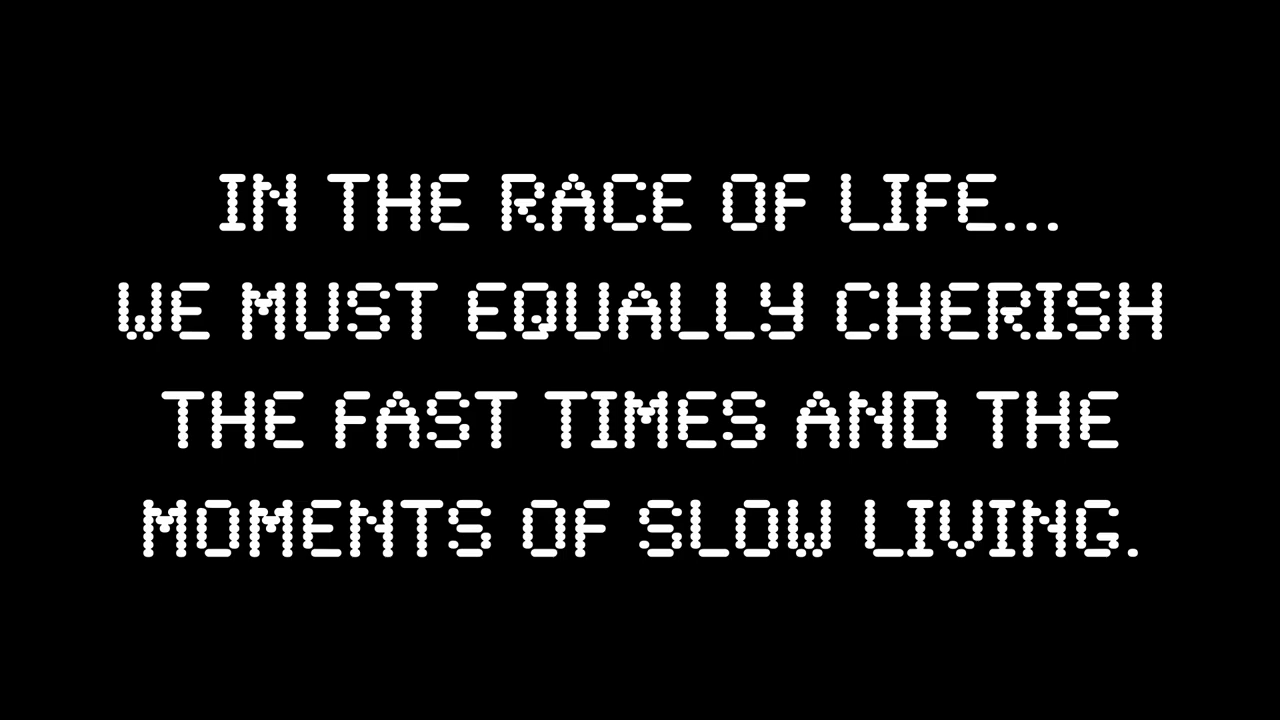 IN THE RACE OF LIFE...
WE MUST EQUALLY CHERISH
THE FAST TIMES AND THE
MOMENTS OF SLOW LIVING.